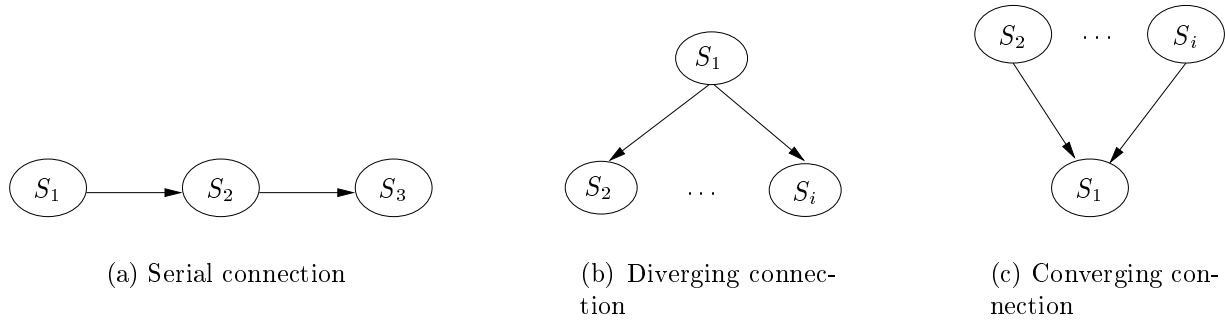 S₂ ... Sᵢ
S₁
S₁ S₂ S₃
S₂ ... Sᵢ
S₁
(a) Serial connection
(b) Diverging connec-
tion
(c) Converging con-
nection